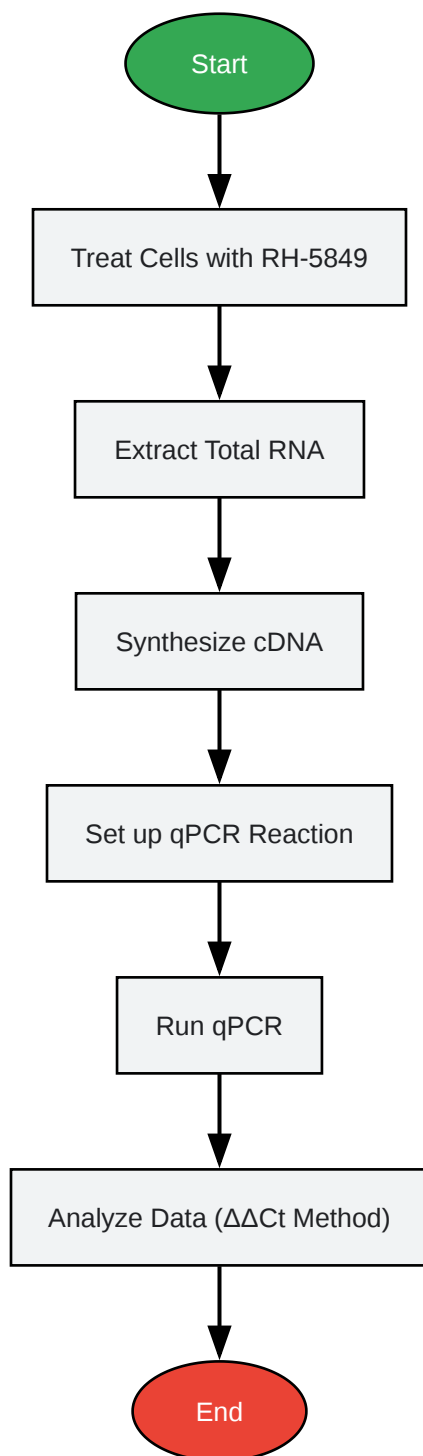 Start
Treat Cells with RH-5849
Extract Total RNA
Synthesize cDNA
Set up qPCR Reaction
Run qPCR
Analyze Data (ΔΔCt Method)
End